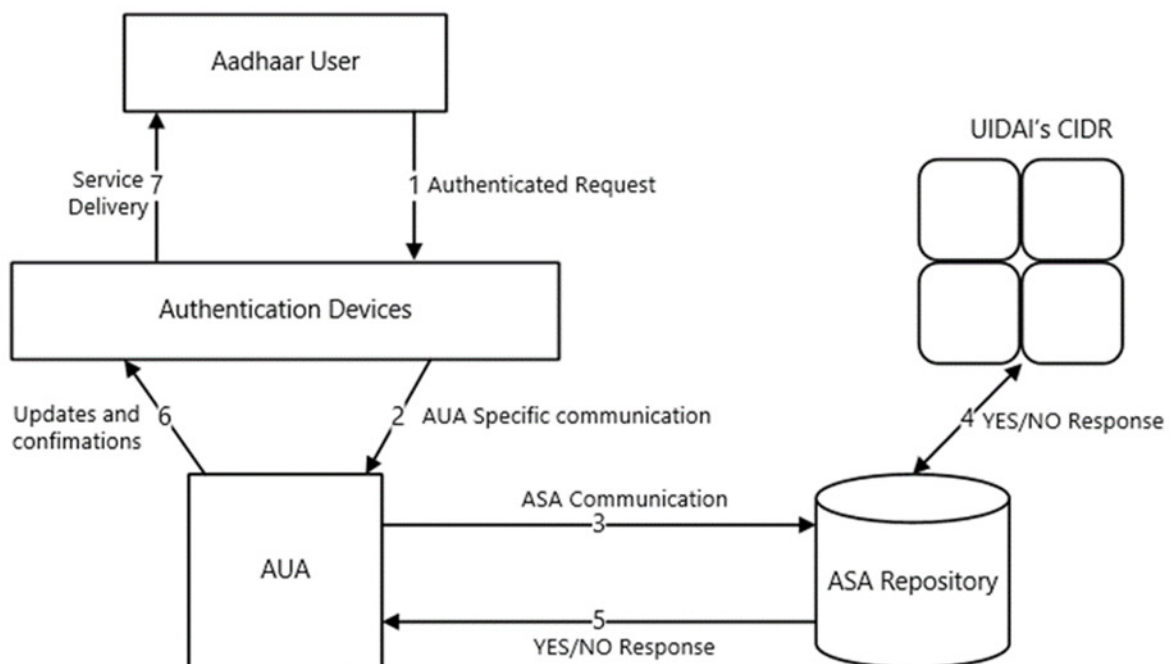 Aadhaar User
UIDAI's CIDR
Service 7
Delivery
1 Authenticated Request
Authentication Devices
Updates and
confimations
6
2 AUA Specific communication
4 YES/NO Response
ASA Communication
3
AUA
ASA Repository
5
YES/NO Response